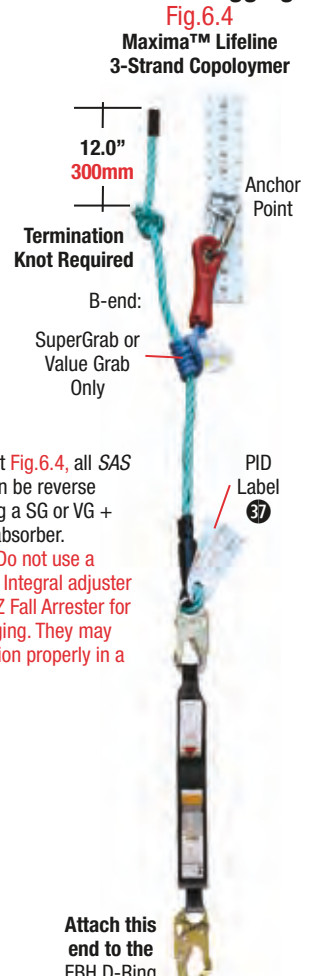 Fig.6.4
Maxima™ Lifeline
3-Strand Copoloymer
12.0”
300mm
Anchor
Point
Termination
Knot Required
B-end:
SuperGrab or
Value Grab
Only
t Fig.6.4, all SAS
n be reverse
g a SG or VG +
bsorber.
Do not use a
Integral adjuster
Z Fall Arrester for
ging. They may
ion properly in a
PID
Label
37
Attach this
end to the
FBH D-Ring